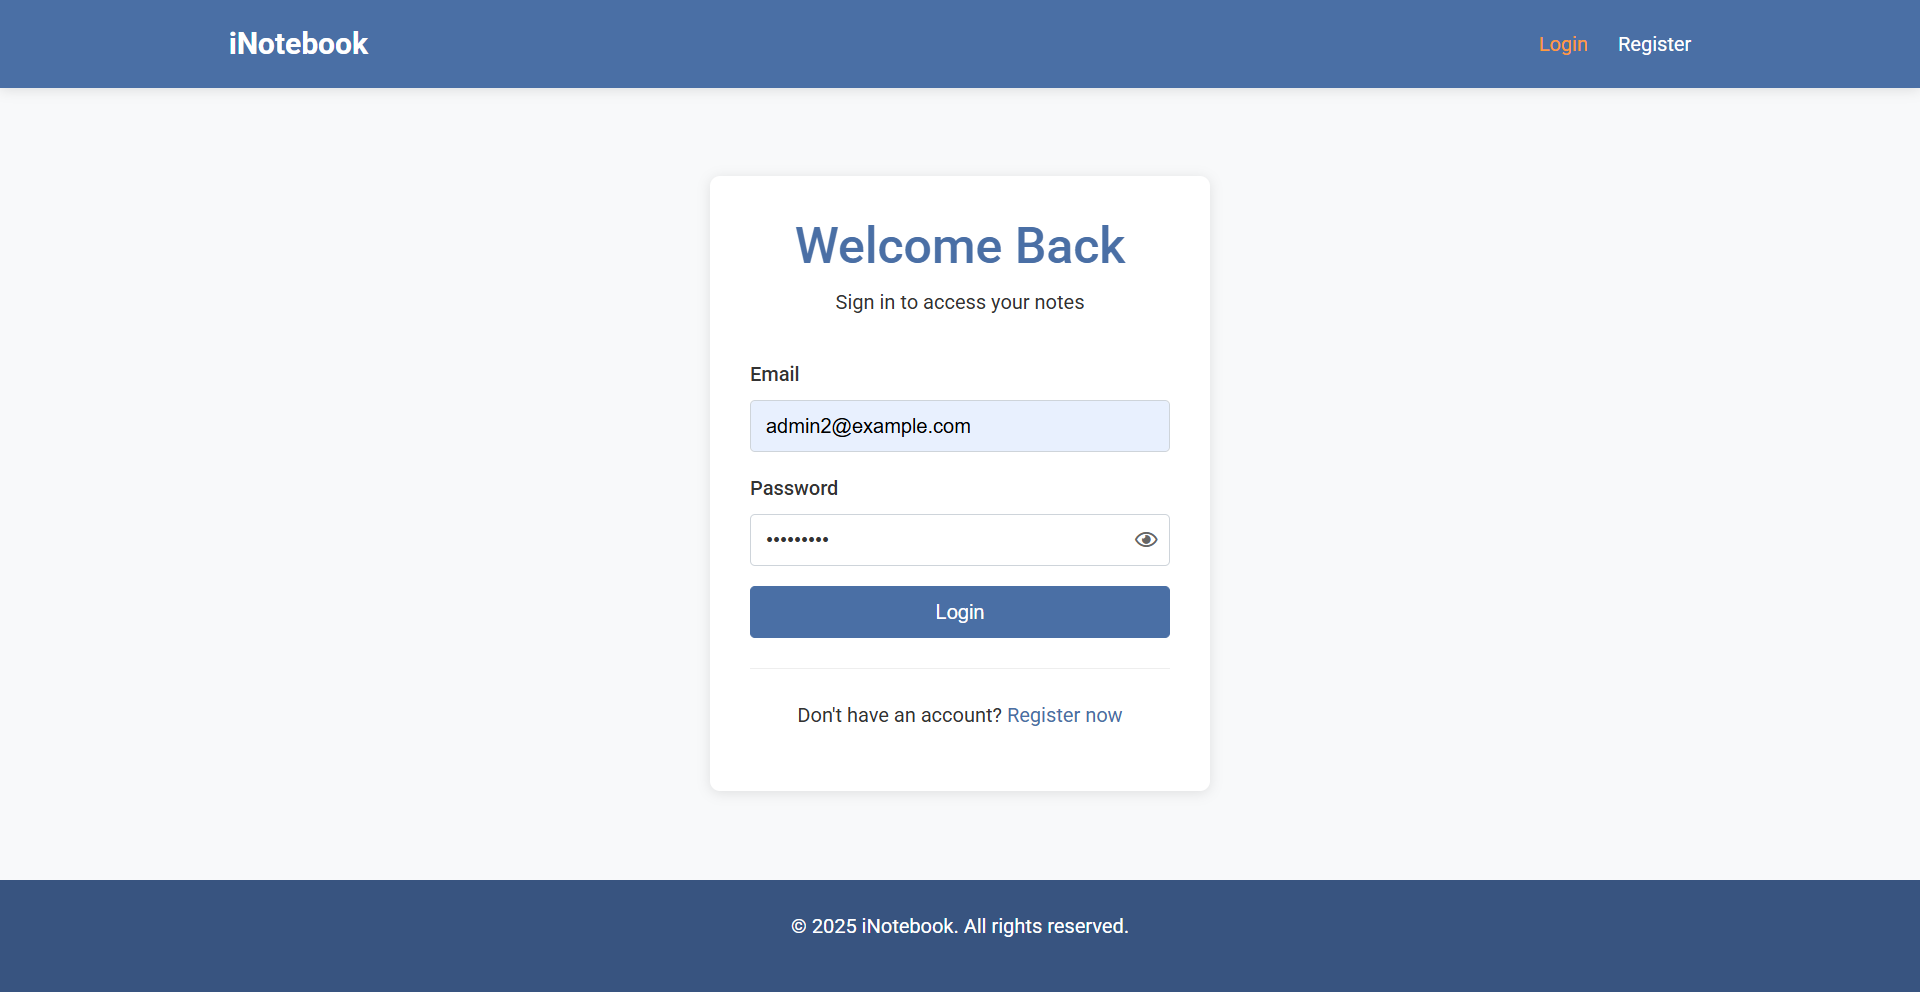 iNotebook
Login
Register
Welcome Back
Sign in to access your notes
Email
admin2@example.com
Password
•••••••••
Login
Don't have an account? Register now
© 2025 iNotebook. All rights reserved.